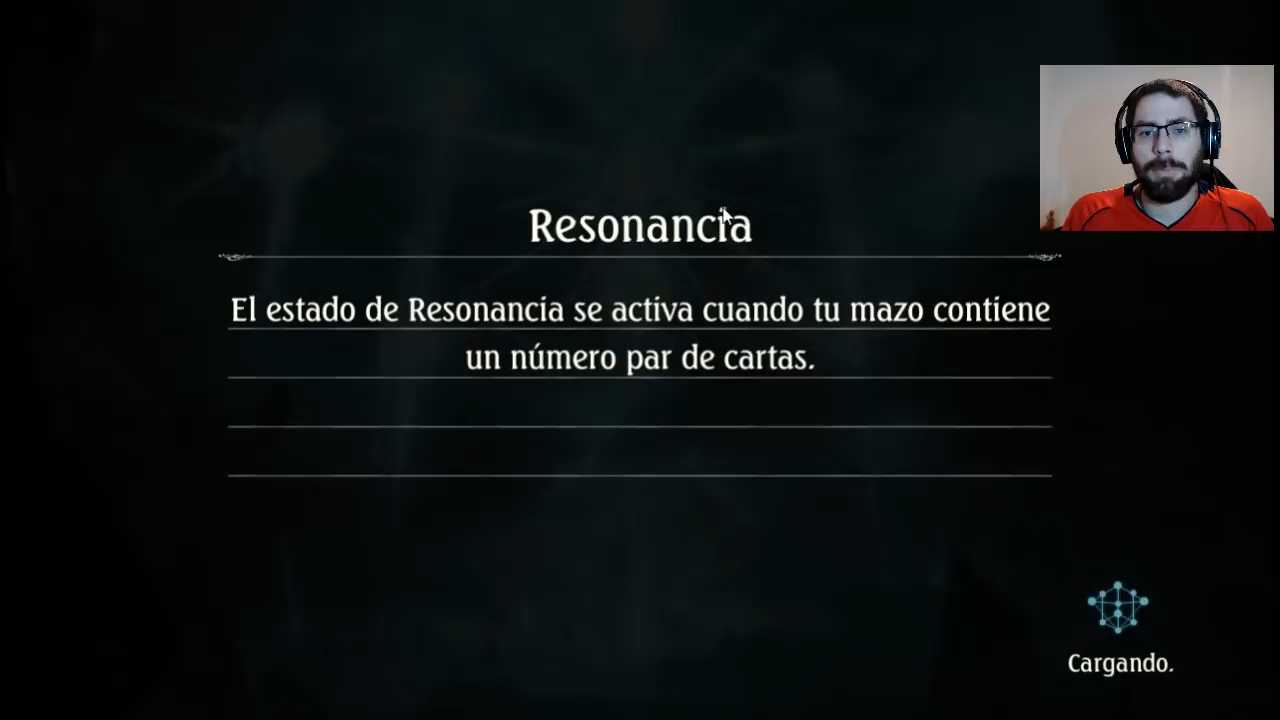 Resonancia
El estado de Resonancia se activa cuando tu mazo contiene
un número par de cartas.
Cargando.